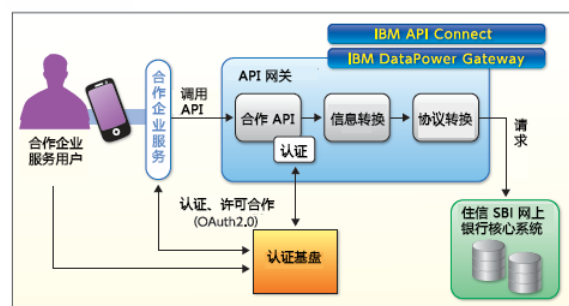 IBM API Connect
IBM DataPower Gateway
API 网关
合作企业服务
调用
API
合作 API
认证
信息转换
协议转换
请求
合作企业
服务用户
认证、许可合作
(OAuth2.0)
认证基盘
住信 SBI 网上
银行核心系统